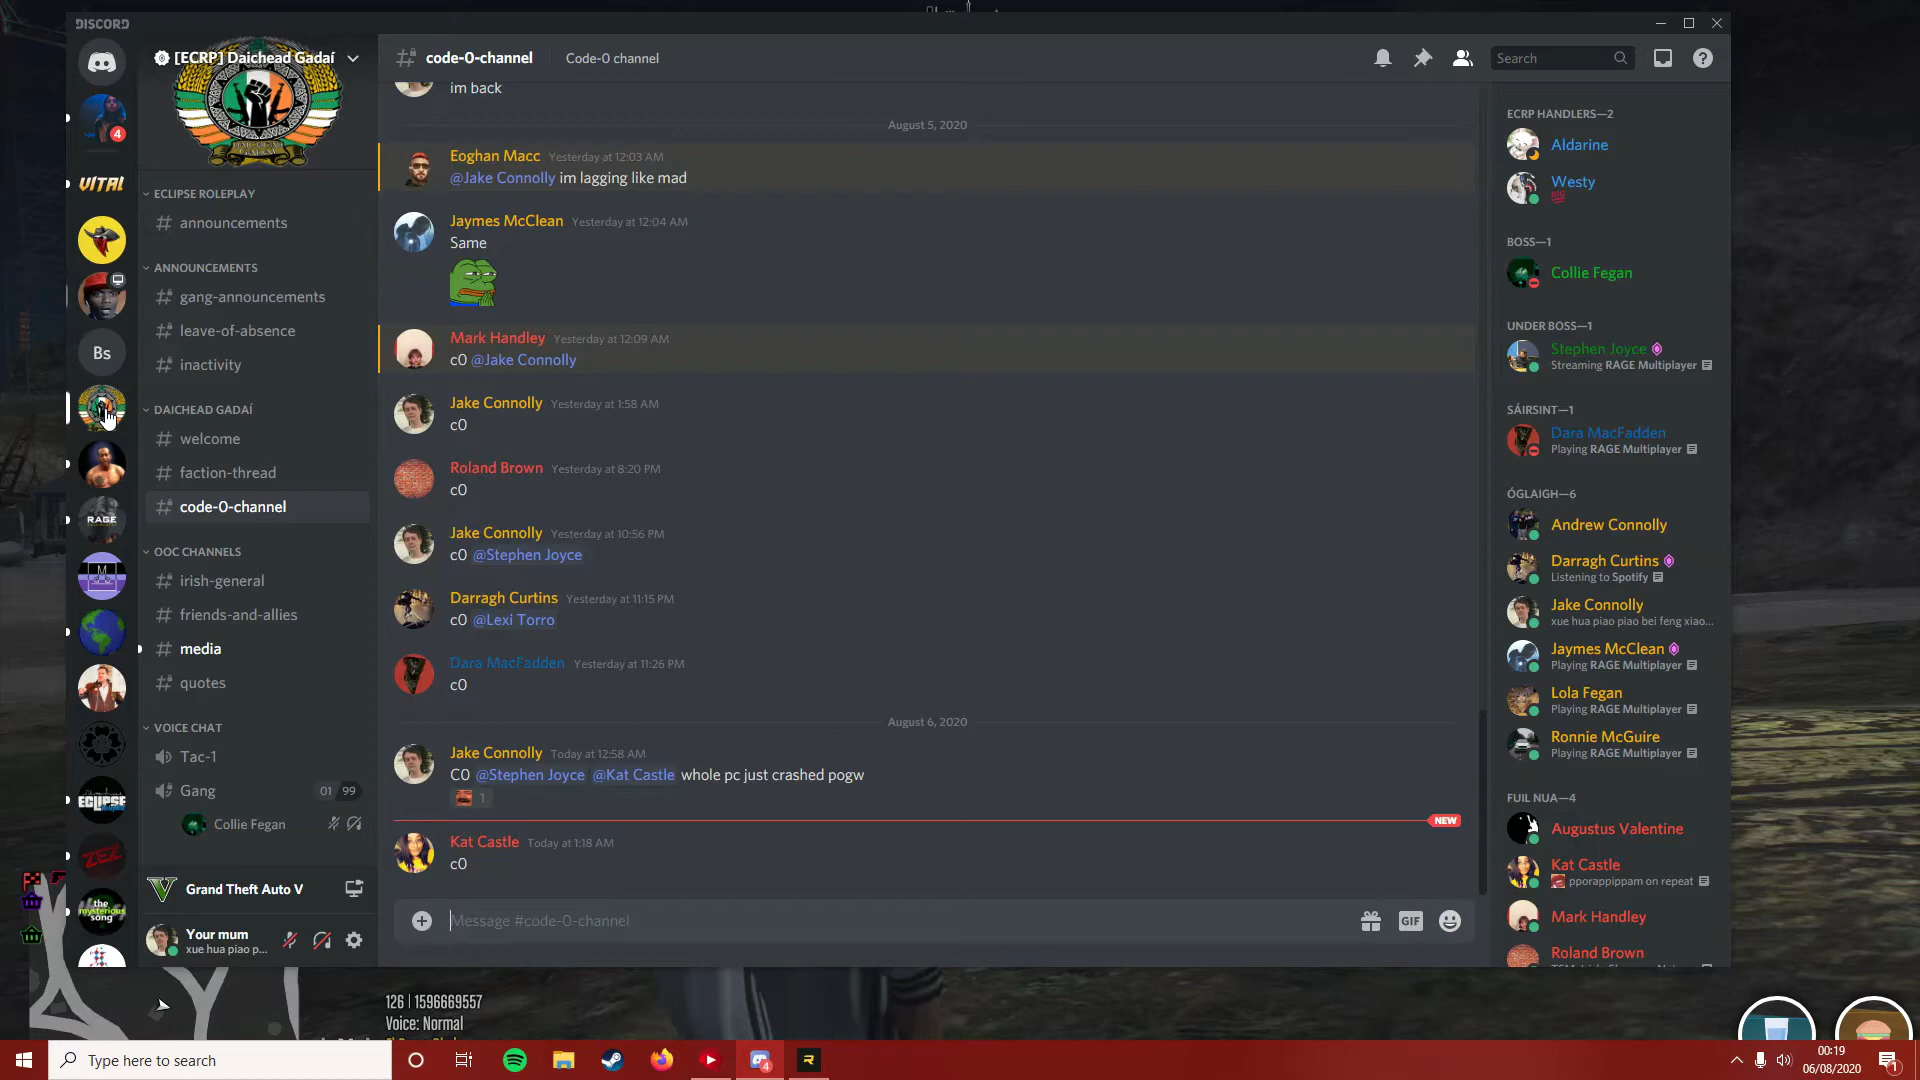 DISCORD
[ECRP] Daichead Gadaí
code-0-channel
Code-0 channel
Search
4
VITAL
Bs
RAGE
ECLIPSE
the
mysterious
song
ECLIPSE ROLEPLAY
announcements
ANNOUNCEMENTS
gang-announcements
leave-of-absence
inactivity
DAICHEAD GADAÍ
welcome
faction-thread
code-0-channel
OOC CHANNELS
irish-general
friends-and-allies
media
quotes
VOICE CHAT
Tac-1
Gang
01 99
Collie Fegan
Grand Theft Auto V
Your mum
xue hua piao p...
im back
August 5, 2020
Eoghan Macc Yesterday at 12:03 AM
@Jake Connolly im lagging like mad
Jaymes McClean Yesterday at 12:04 AM
Same
Mark Handley Yesterday at 12:09 AM
c0 @Jake Connolly
Jake Connolly Yesterday at 1:58 AM
c0
Roland Brown Yesterday at 8:20 PM
c0
Jake Connolly Yesterday at 10:56 PM
c0 @Stephen Joyce
Darragh Curtins Yesterday at 11:15 PM
c0 @Lexi Torro
Dara MacFadden Yesterday at 11:26 PM
c0
August 6, 2020
Jake Connolly Today at 12:58 AM
C0 @Stephen Joyce @Kat Castle whole pc just crashed pogw
1
NEW
Kat Castle Today at 1:18 AM
c0
Message #code-0-channel
GIF
ECRP HANDLERS—2
Aldarine
Westy
BOSS—1
Collie Fegan
UNDER BOSS—1
Stephen Joyce
Streaming RAGE Multiplayer
SÁIRSINT—1
Dara MacFadden
Playing RAGE Multiplayer
ÓGLAIGH—6
Andrew Connolly
Darragh Curtins
Listening to Spotify
Jake Connolly
xue hua piao piao bei feng xiao...
Jaymes McClean
Playing RAGE Multiplayer
Lola Fegan
Playing RAGE Multiplayer
Ronnie McGuire
Playing RAGE Multiplayer
FUIL NUA—4
Augustus Valentine
Kat Castle
pporappippam on repeat
Mark Handley
Roland Brown
126 | 1596669557
Voice: Normal
Type here to search
4
00:19
06/08/2020
1